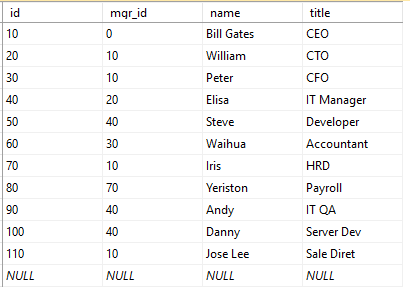 id mgr_id name title
10 0 Bill Gates CEO
20 10 William CTO
30 10 Peter CFO
40 20 Elisa IT Manager
50 40 Steve Developer
60 30 Waihua Accountant
70 10 Iris HRD
80 70 Yeriston Payroll
90 40 Andy IT QA
100 40 Danny Server Dev
110 10 Jose Lee Sale Diret
NULL NULL NULL NULL